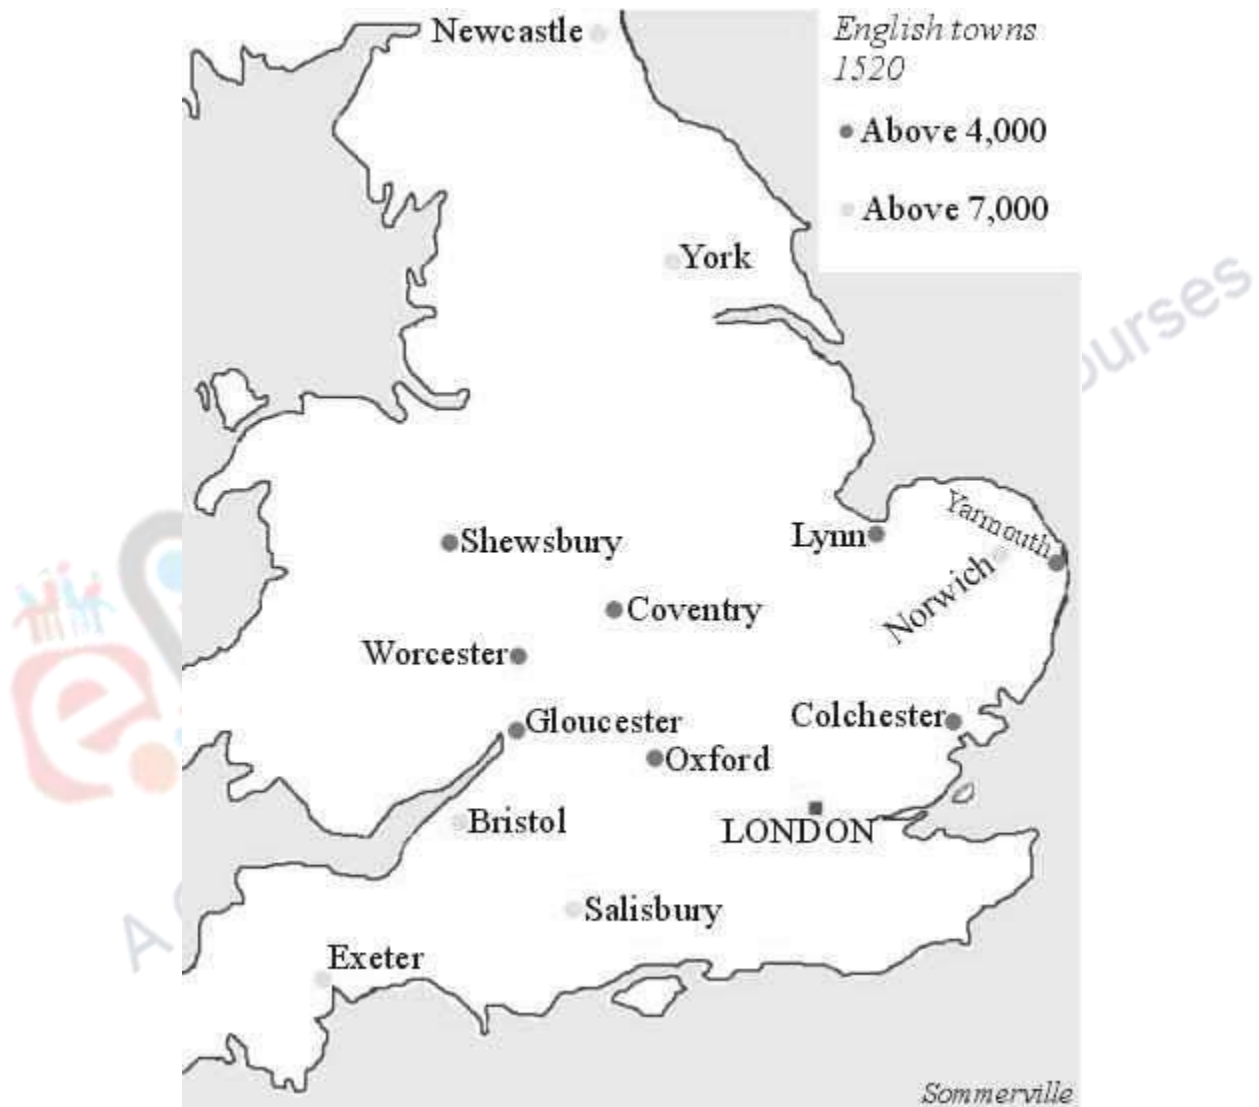 Newcastle
English towns
1520
Above 4,000
Above 7,000
York
Shewsbury
Lynn
Yarmouth
Norwich
Coventry
Worcester
Gloucester
Colchester
Oxford
Bristol
LONDON
Salisbury
Exeter
Sommerville